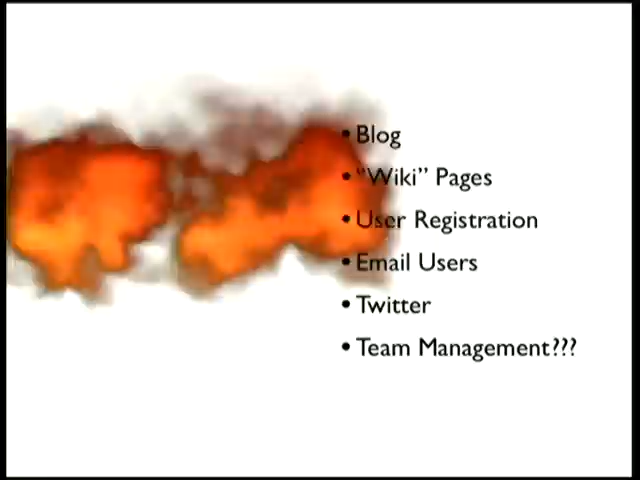 • Blog
• “Wiki” Pages
• User Registration
• Email Users
• Twitter
• Team Management???